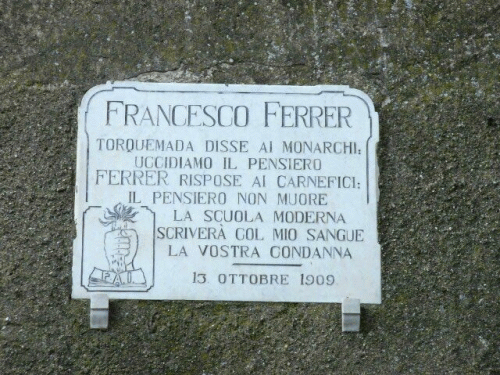 FRANCESCO FERRER
TORQUEMADA DISSE AI MONARCHI:
UCCIDIAMO IL PENSIERO
FERRER RISPOSE AI CARNEFICI:
IL PENSIERO NON MUORE
LA SCUOLA MODERNA
SCRIVERÀ COL MIO SANGUE
LA VOSTRA CONDANNA
13 OTTOBRE 1909.